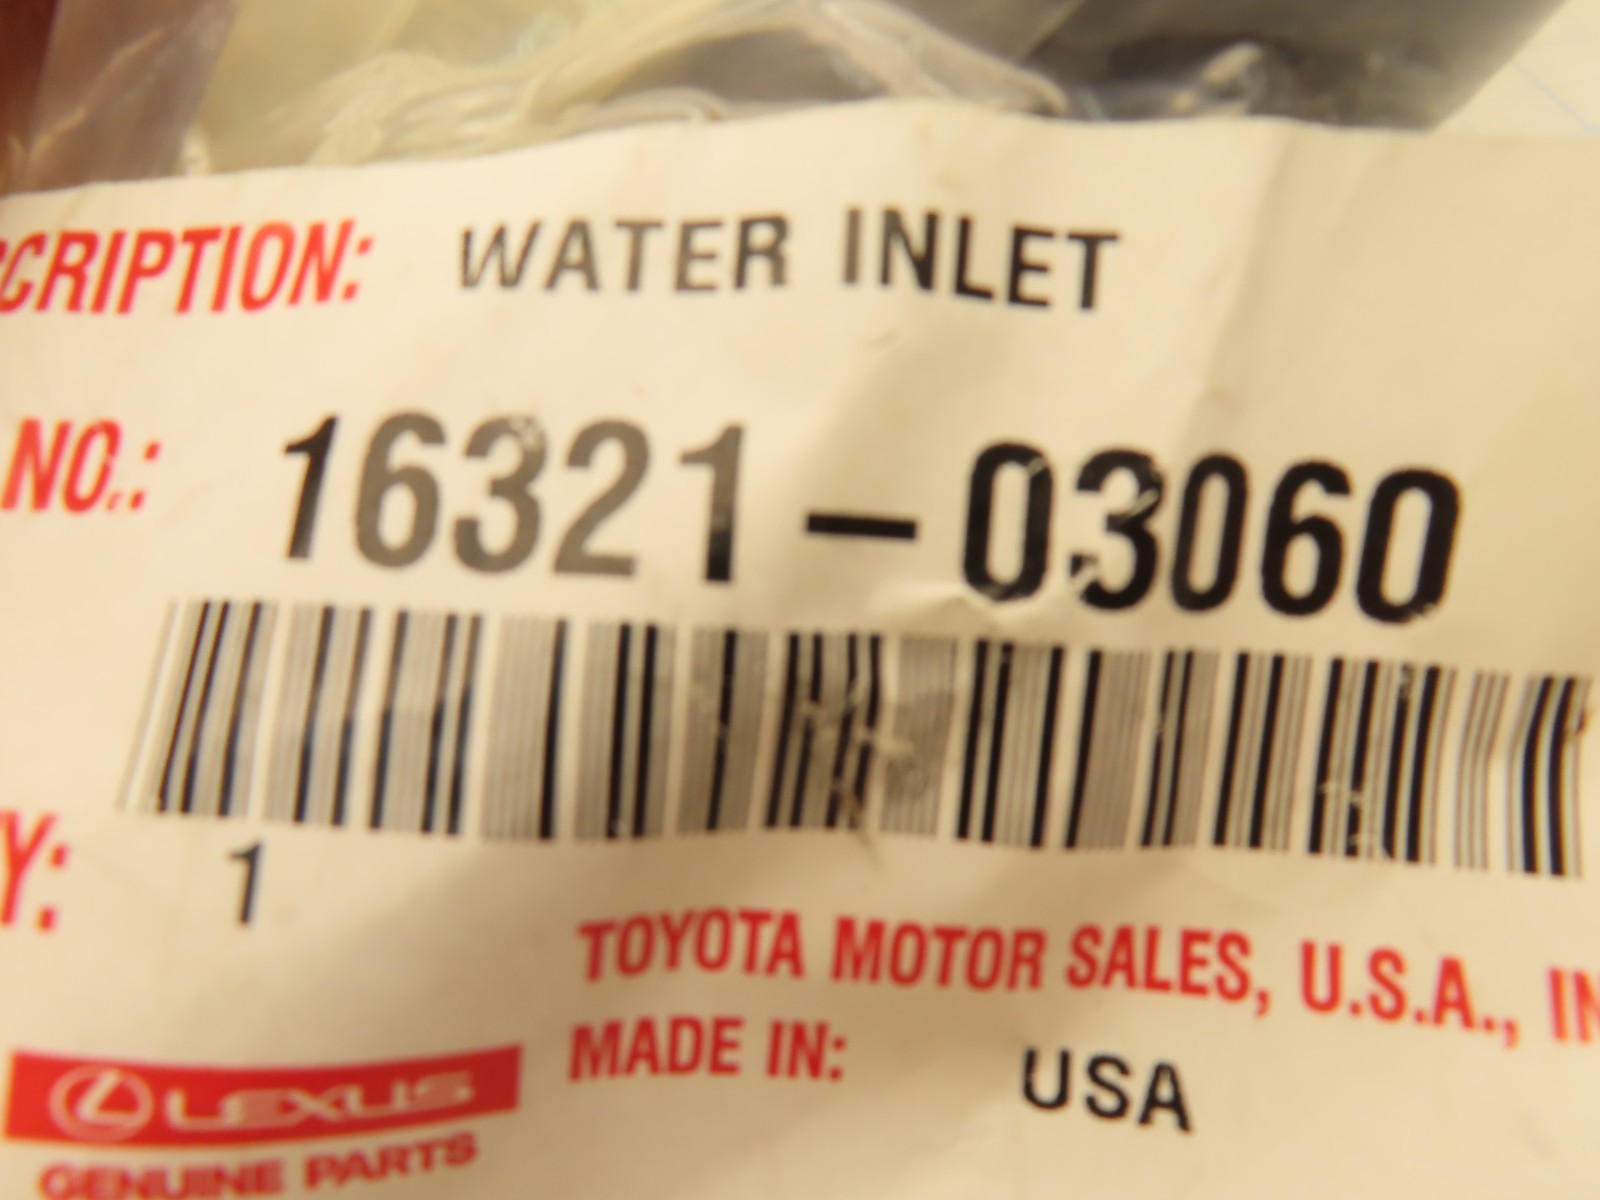 CRIPTION: WATER INLET
NO.: 16321-03060
Y: 1
TOYOTA MOTOR SALES, U.S.A., IN
MADE IN: USA
LEXUS
GENUINE PARTS